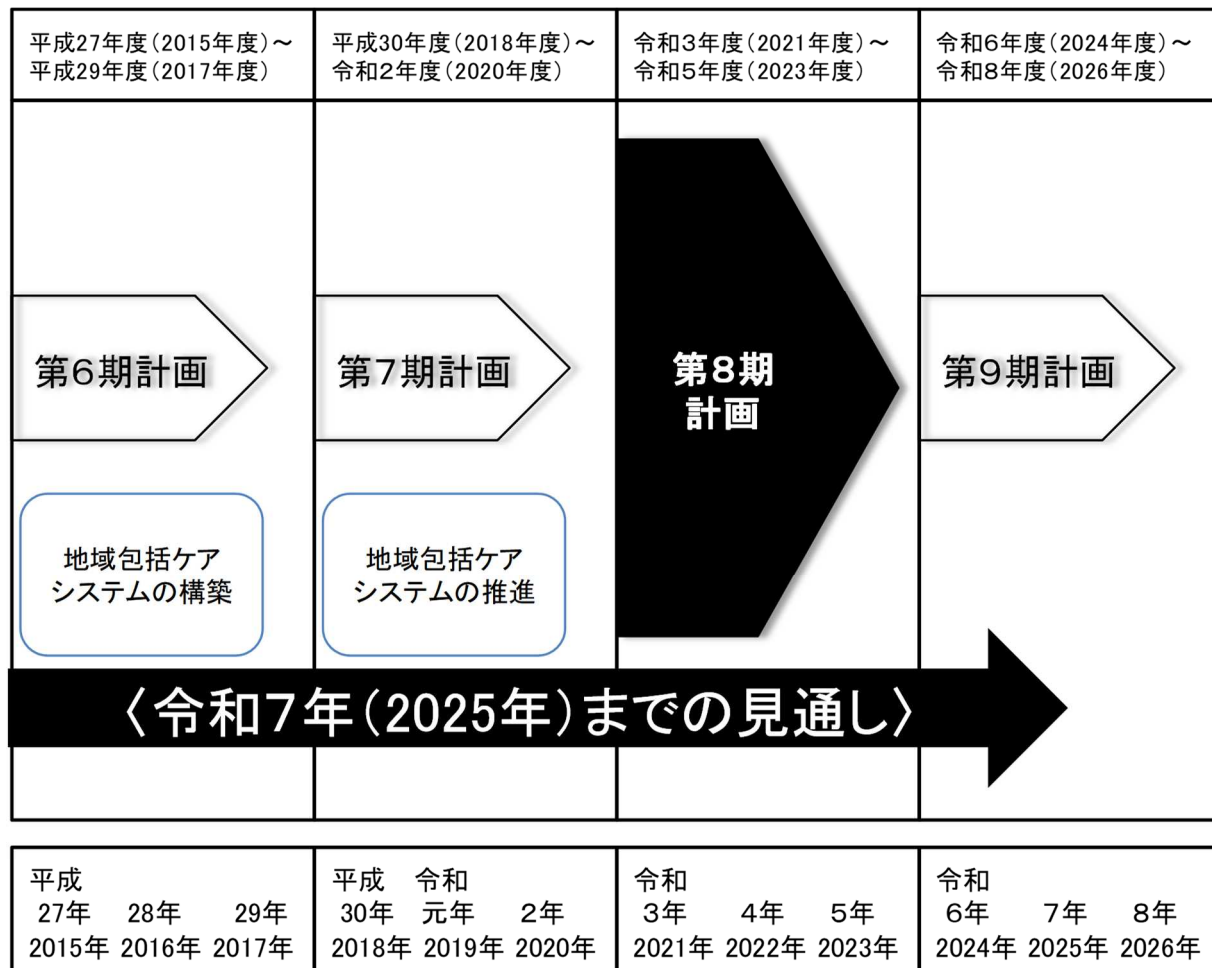 平成27年度(2015年度)～
平成29年度(2017年度)
平成30年度(2018年度)～
令和２年度(2020年度)
令和３年度(2021年度)～
令和５年度(2023年度)
令和６年度(2024年度)～
令和８年度(2026年度)
第６期計画
第７期計画
第８期
計画
第９期計画
地域包括ケア
システムの構築
地域包括ケア
システムの推進
〈令和７年(2025年)までの見通し〉
平成
27年 28年 29年
2015年 2016年 2017年
平成 令和
30年 元年 2年
2018年 2019年 2020年
令和
３年 ４年 ５年
2021年 2022年 2023年
令和
６年 ７年 ８年
2024年 2025年 2026年